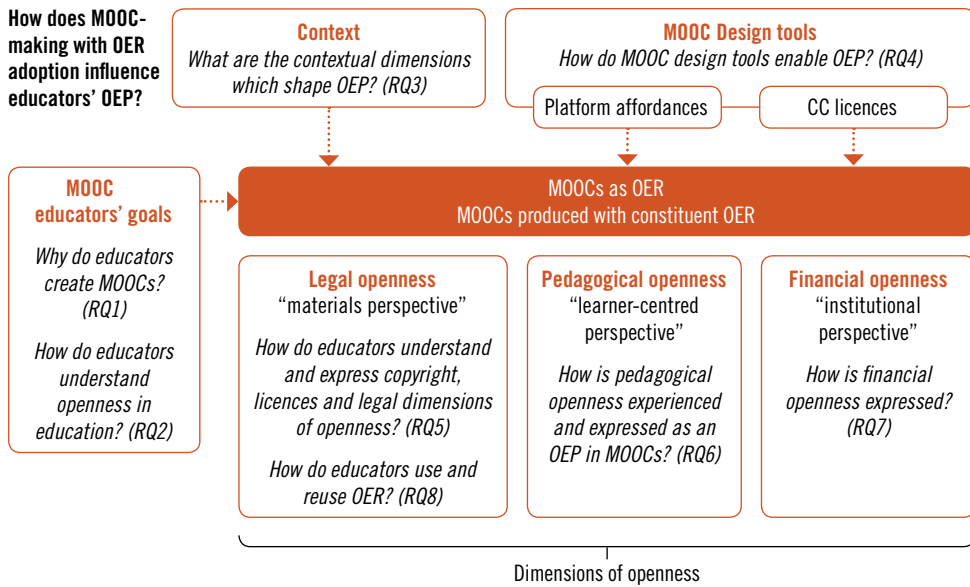 How does MOOC-
making with OER
adoption influence
educators' OEP?
Context
What are the contextual dimensions
which shape OEP? (RQ3)
MOOC Design tools
How do MOOC design tools enable OEP? (RQ4)
Platform affordances
CC licences
MOOC
educators' goals
Why do educators
create MOOCs?
(RQ1)
How do educators
understand
openness in
education? (RQ2)
MOOCs as OER
MOOCs produced with constituent OER
Legal openness
“materials perspective”
How do educators understand
and express copyright,
licences and legal dimensions
of openness? (RQ5)
How do educators use and
reuse OER? (RQ8)
Pedagogical openness
“learner-centred
perspective”
How is pedagogical
openness experienced
and expressed as an
OEP in MOOCs? (RQ6)
Financial openness
“institutional
perspective”
How is financial
openness expressed?
(RQ7)
Dimensions of openness